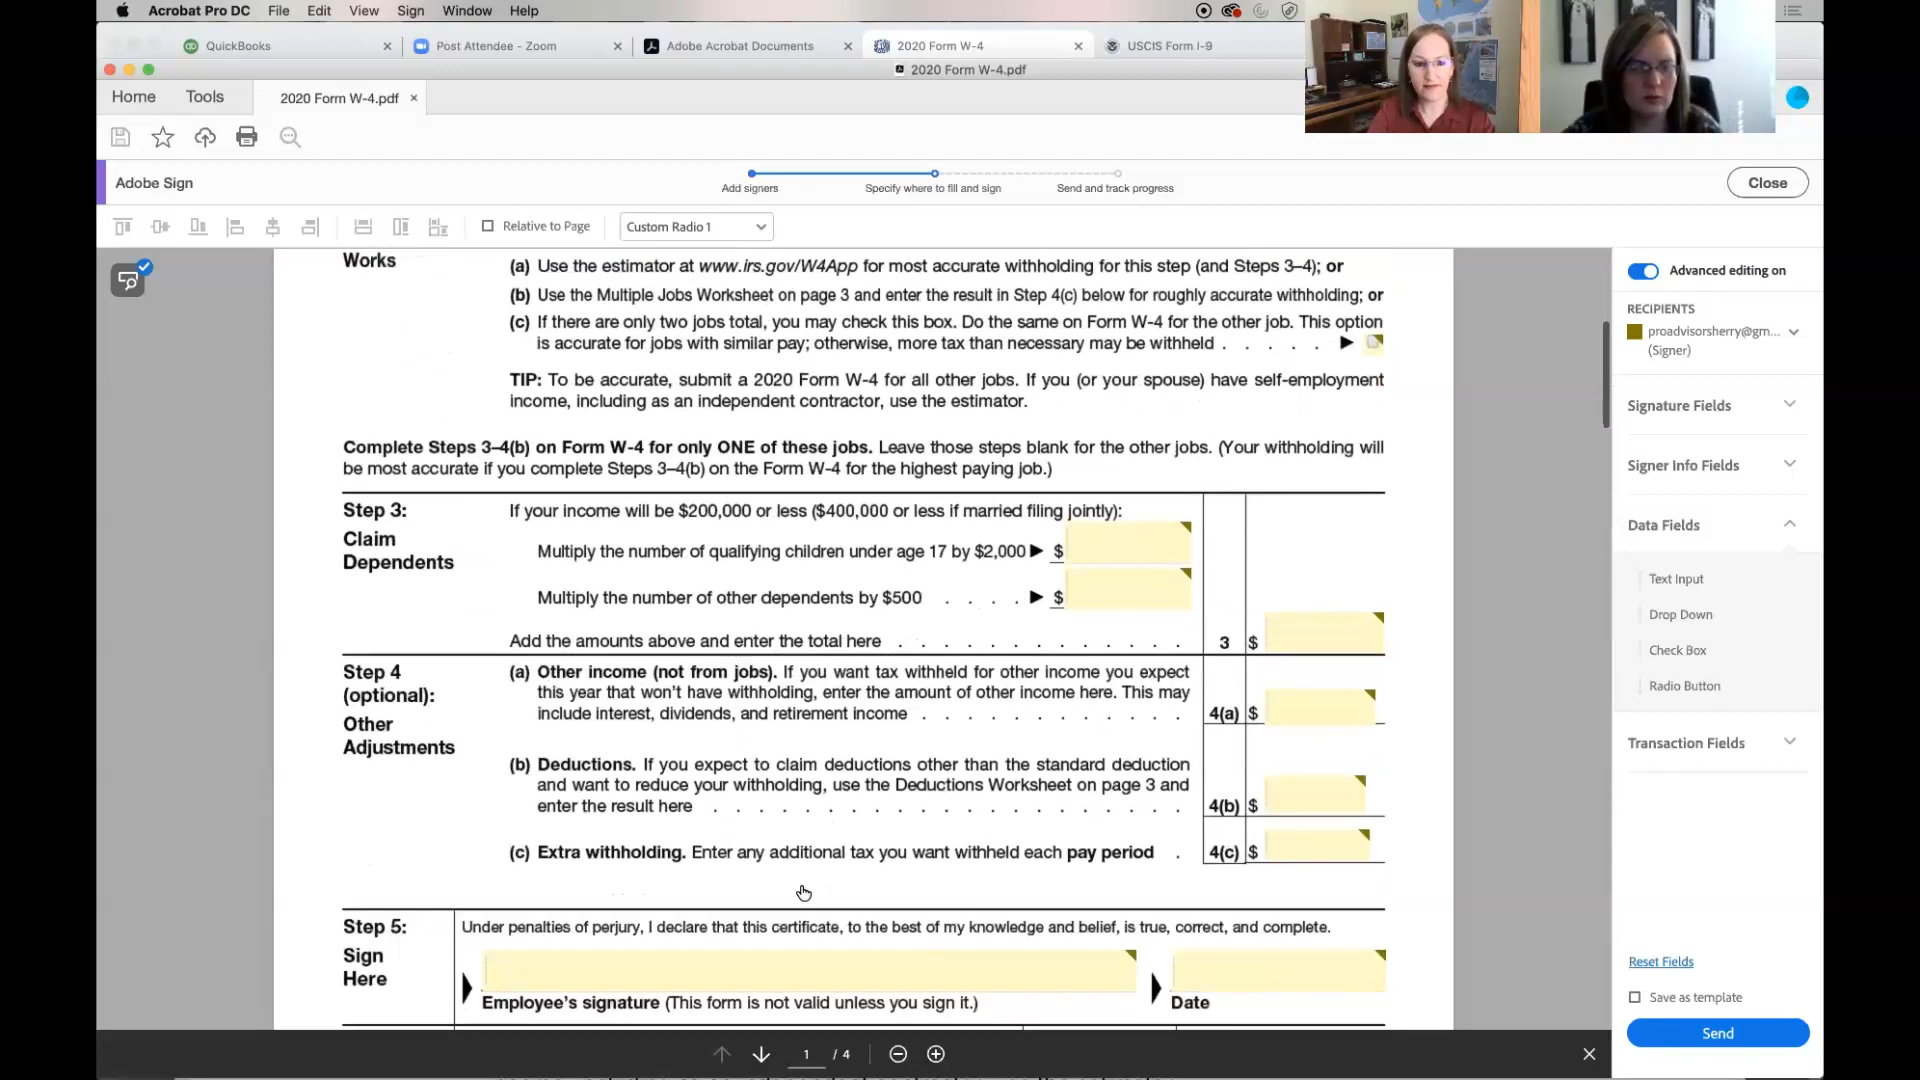 Acrobat Pro DC File Edit View Sign Window Help
QuickBooks
Post Attendee - Zoom
Adobe Acrobat Documents
2020 Form W-4
USCIS Form I-9
2020 Form W-4.pdf
Home Tools 2020 Form W-4.pdf
Adobe Sign
Add signers
Specify where to fill and sign
Send and track progress
Close
Relative to Page
Custom Radio 1
Works
(a) Use the estimator at www.irs.gov/W4App for most accurate withholding for this step (and Steps 3–4); or
(b) Use the Multiple Jobs Worksheet on page 3 and enter the result in Step 4(c) below for roughly accurate withholding; or
(c) If there are only two jobs total, you may check this box. Do the same on Form W-4 for the other job. This option
is accurate for jobs with similar pay; otherwise, more tax than necessary may be withheld . . . . . ▶
TIP: To be accurate, submit a 2020 Form W-4 for all other jobs. If you (or your spouse) have self-employment
income, including as an independent contractor, use the estimator.
Complete Steps 3–4(b) on Form W-4 for only ONE of these jobs. Leave those steps blank for the other jobs. (Your withholding will
be most accurate if you complete Steps 3–4(b) on the Form W-4 for the highest paying job.)
Step 3:
Claim
Dependents
If your income will be $200,000 or less ($400,000 or less if married filing jointly):
Multiply the number of qualifying children under age 17 by $2,000 ▶ $
Multiply the number of other dependents by $500 . . . . ▶ $
Add the amounts above and enter the total here . . . . . . . . . . . . 3 $
Step 4
(optional):
Other
Adjustments
(a) Other income (not from jobs). If you want tax withheld for other income you expect
this year that won't have withholding, enter the amount of other income here. This may
include interest, dividends, and retirement income . . . . . . . . . . . 4(a) $
(b) Deductions. If you expect to claim deductions other than the standard deduction
and want to reduce your withholding, use the Deductions Worksheet on page 3 and
enter the result here . . . . . . . . . . . . . . . . . . . 4(b) $
(c) Extra withholding. Enter any additional tax you want withheld each pay period . 4(c) $
Step 5:
Sign
Here
Under penalties of perjury, I declare that this certificate, to the best of my knowledge and belief, is true, correct, and complete.
Employee's signature (This form is not valid unless you sign it.)
Date
Advanced editing on
RECIPIENTS
proadvisorsherry@gm...
(Signer)
Signature Fields
Signer Info Fields
Data Fields
Text Input
Drop Down
Check Box
Radio Button
Transaction Fields
Reset Fields
Save as template
Send
1 / 4